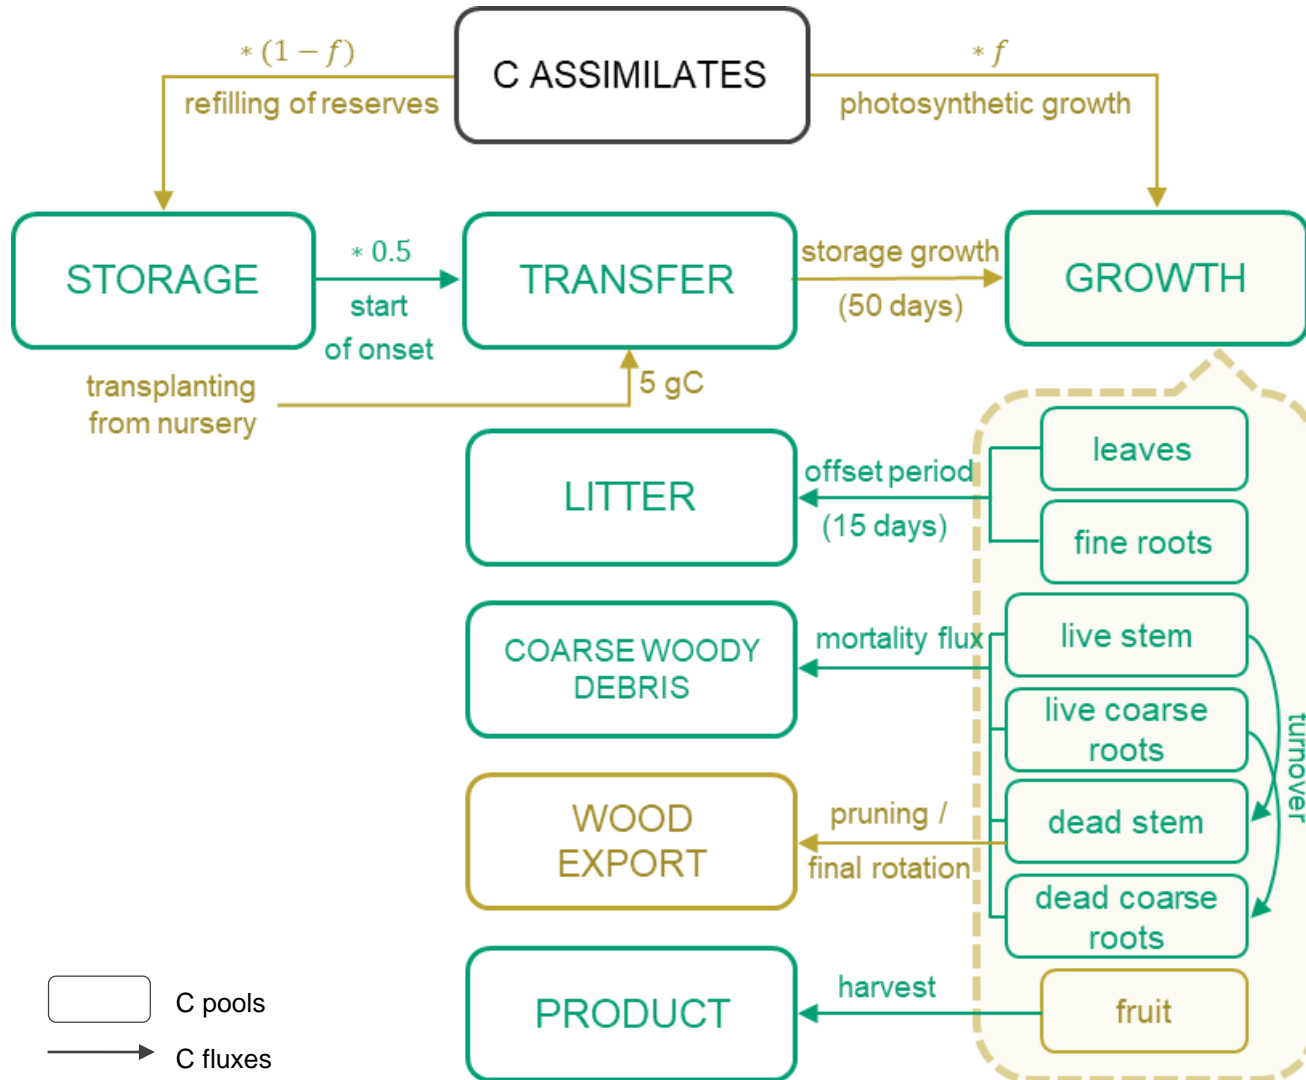 * (1 − f)
refilling of reserves
C ASSIMILATES
* f
photosynthetic growth
STORAGE
* 0.5
start
of onset
TRANSFER
storage growth
(50 days)
GROWTH
transplanting
from nursery
5 gC
LITTER
offset period
(15 days)
leaves
fine roots
COARSE WOODY
DEBRIS
mortality flux
live stem
live coarse
roots
turnover
WOOD
EXPORT
pruning /
final rotation
dead stem
dead coarse
roots
PRODUCT
harvest
fruit
C pools
C fluxes